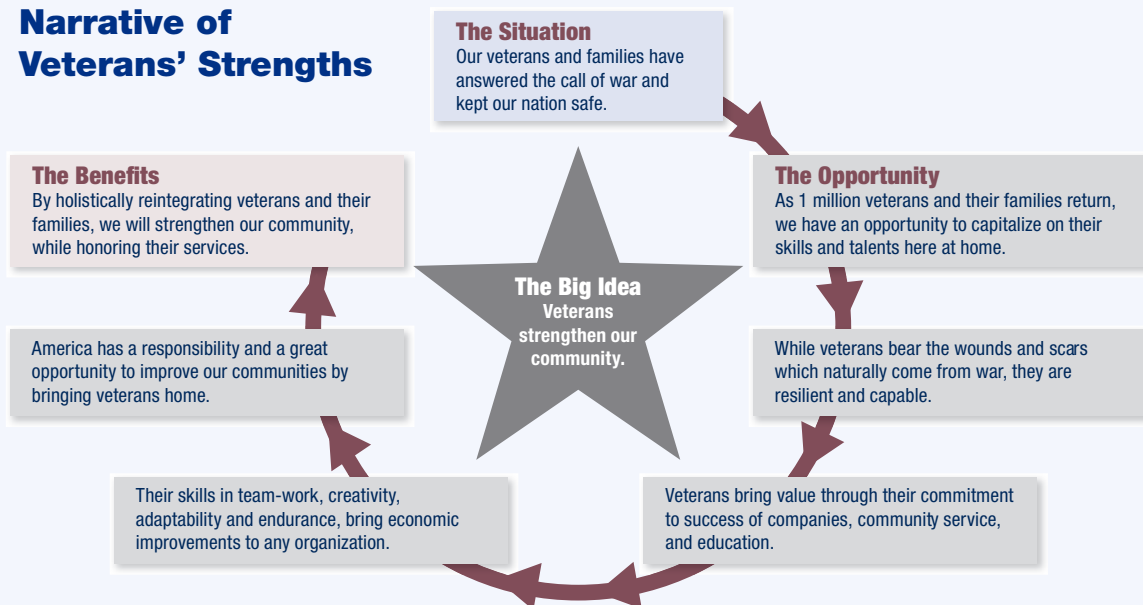 Narrative of
Veterans’ Strengths
The Situation
Our veterans and families have
answered the call of war and
kept our nation safe.
The Opportunity
As 1 million veterans and their families return,
we have an opportunity to capitalize on their
skills and talents here at home.
While veterans bear the wounds and scars
which naturally come from war, they are
resilient and capable.
Veterans bring value through their commitment
to success of companies, community service,
and education.
Their skills in team-work, creativity,
adaptability and endurance, bring economic
improvements to any organization.
America has a responsibility and a great
opportunity to improve our communities by
bringing veterans home.
The Benefits
By holistically reintegrating veterans and their
families, we will strengthen our community,
while honoring their services.
The Big Idea
Veterans
strengthen our
community.